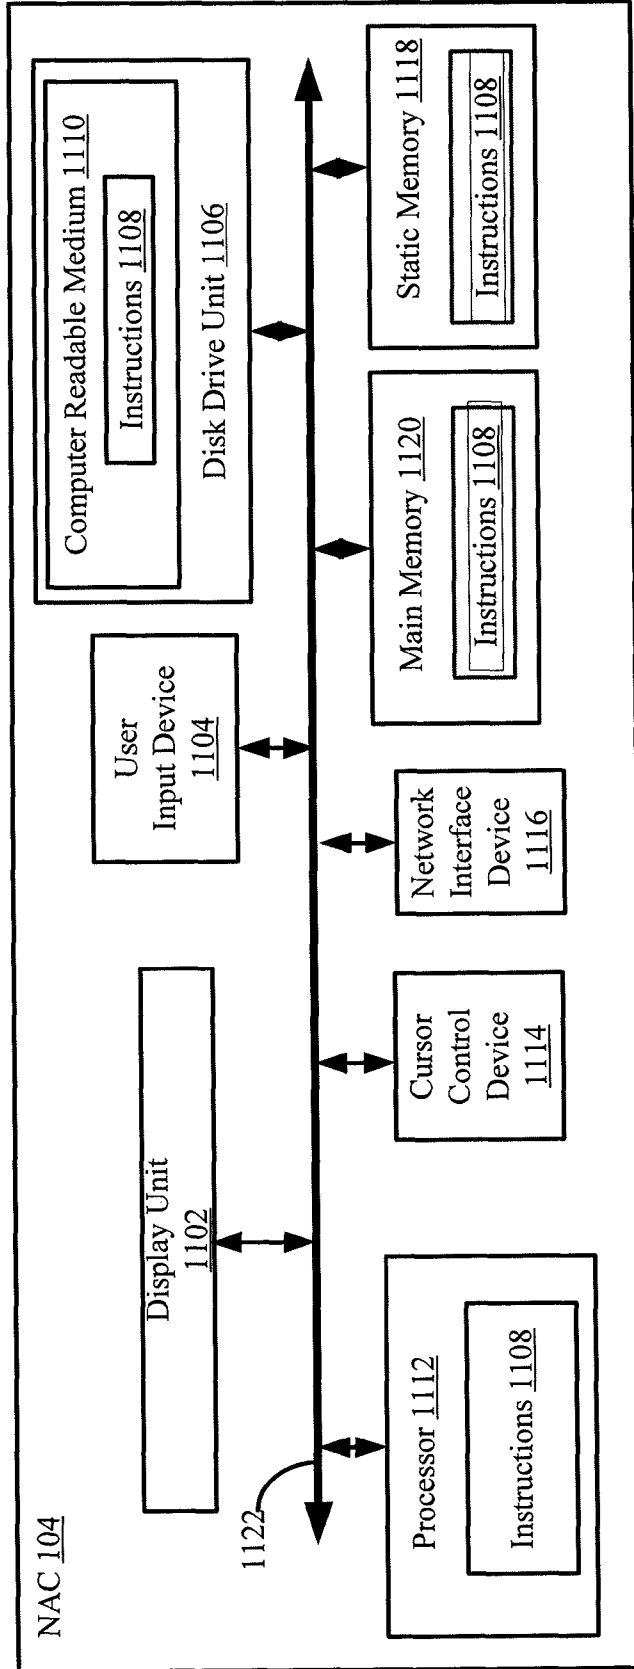 NAC 104
Display Unit
1102
User
Input Device
1104
Computer Readable Medium 1110
Instructions 1108
Disk Drive Unit 1106
1122
Processor 1112
Instructions 1108
Cursor
Control
Device
1114
Network
Interface
Device
1116
Main Memory 1120
Instructions 1108
Static Memory 1118
Instructions 1108